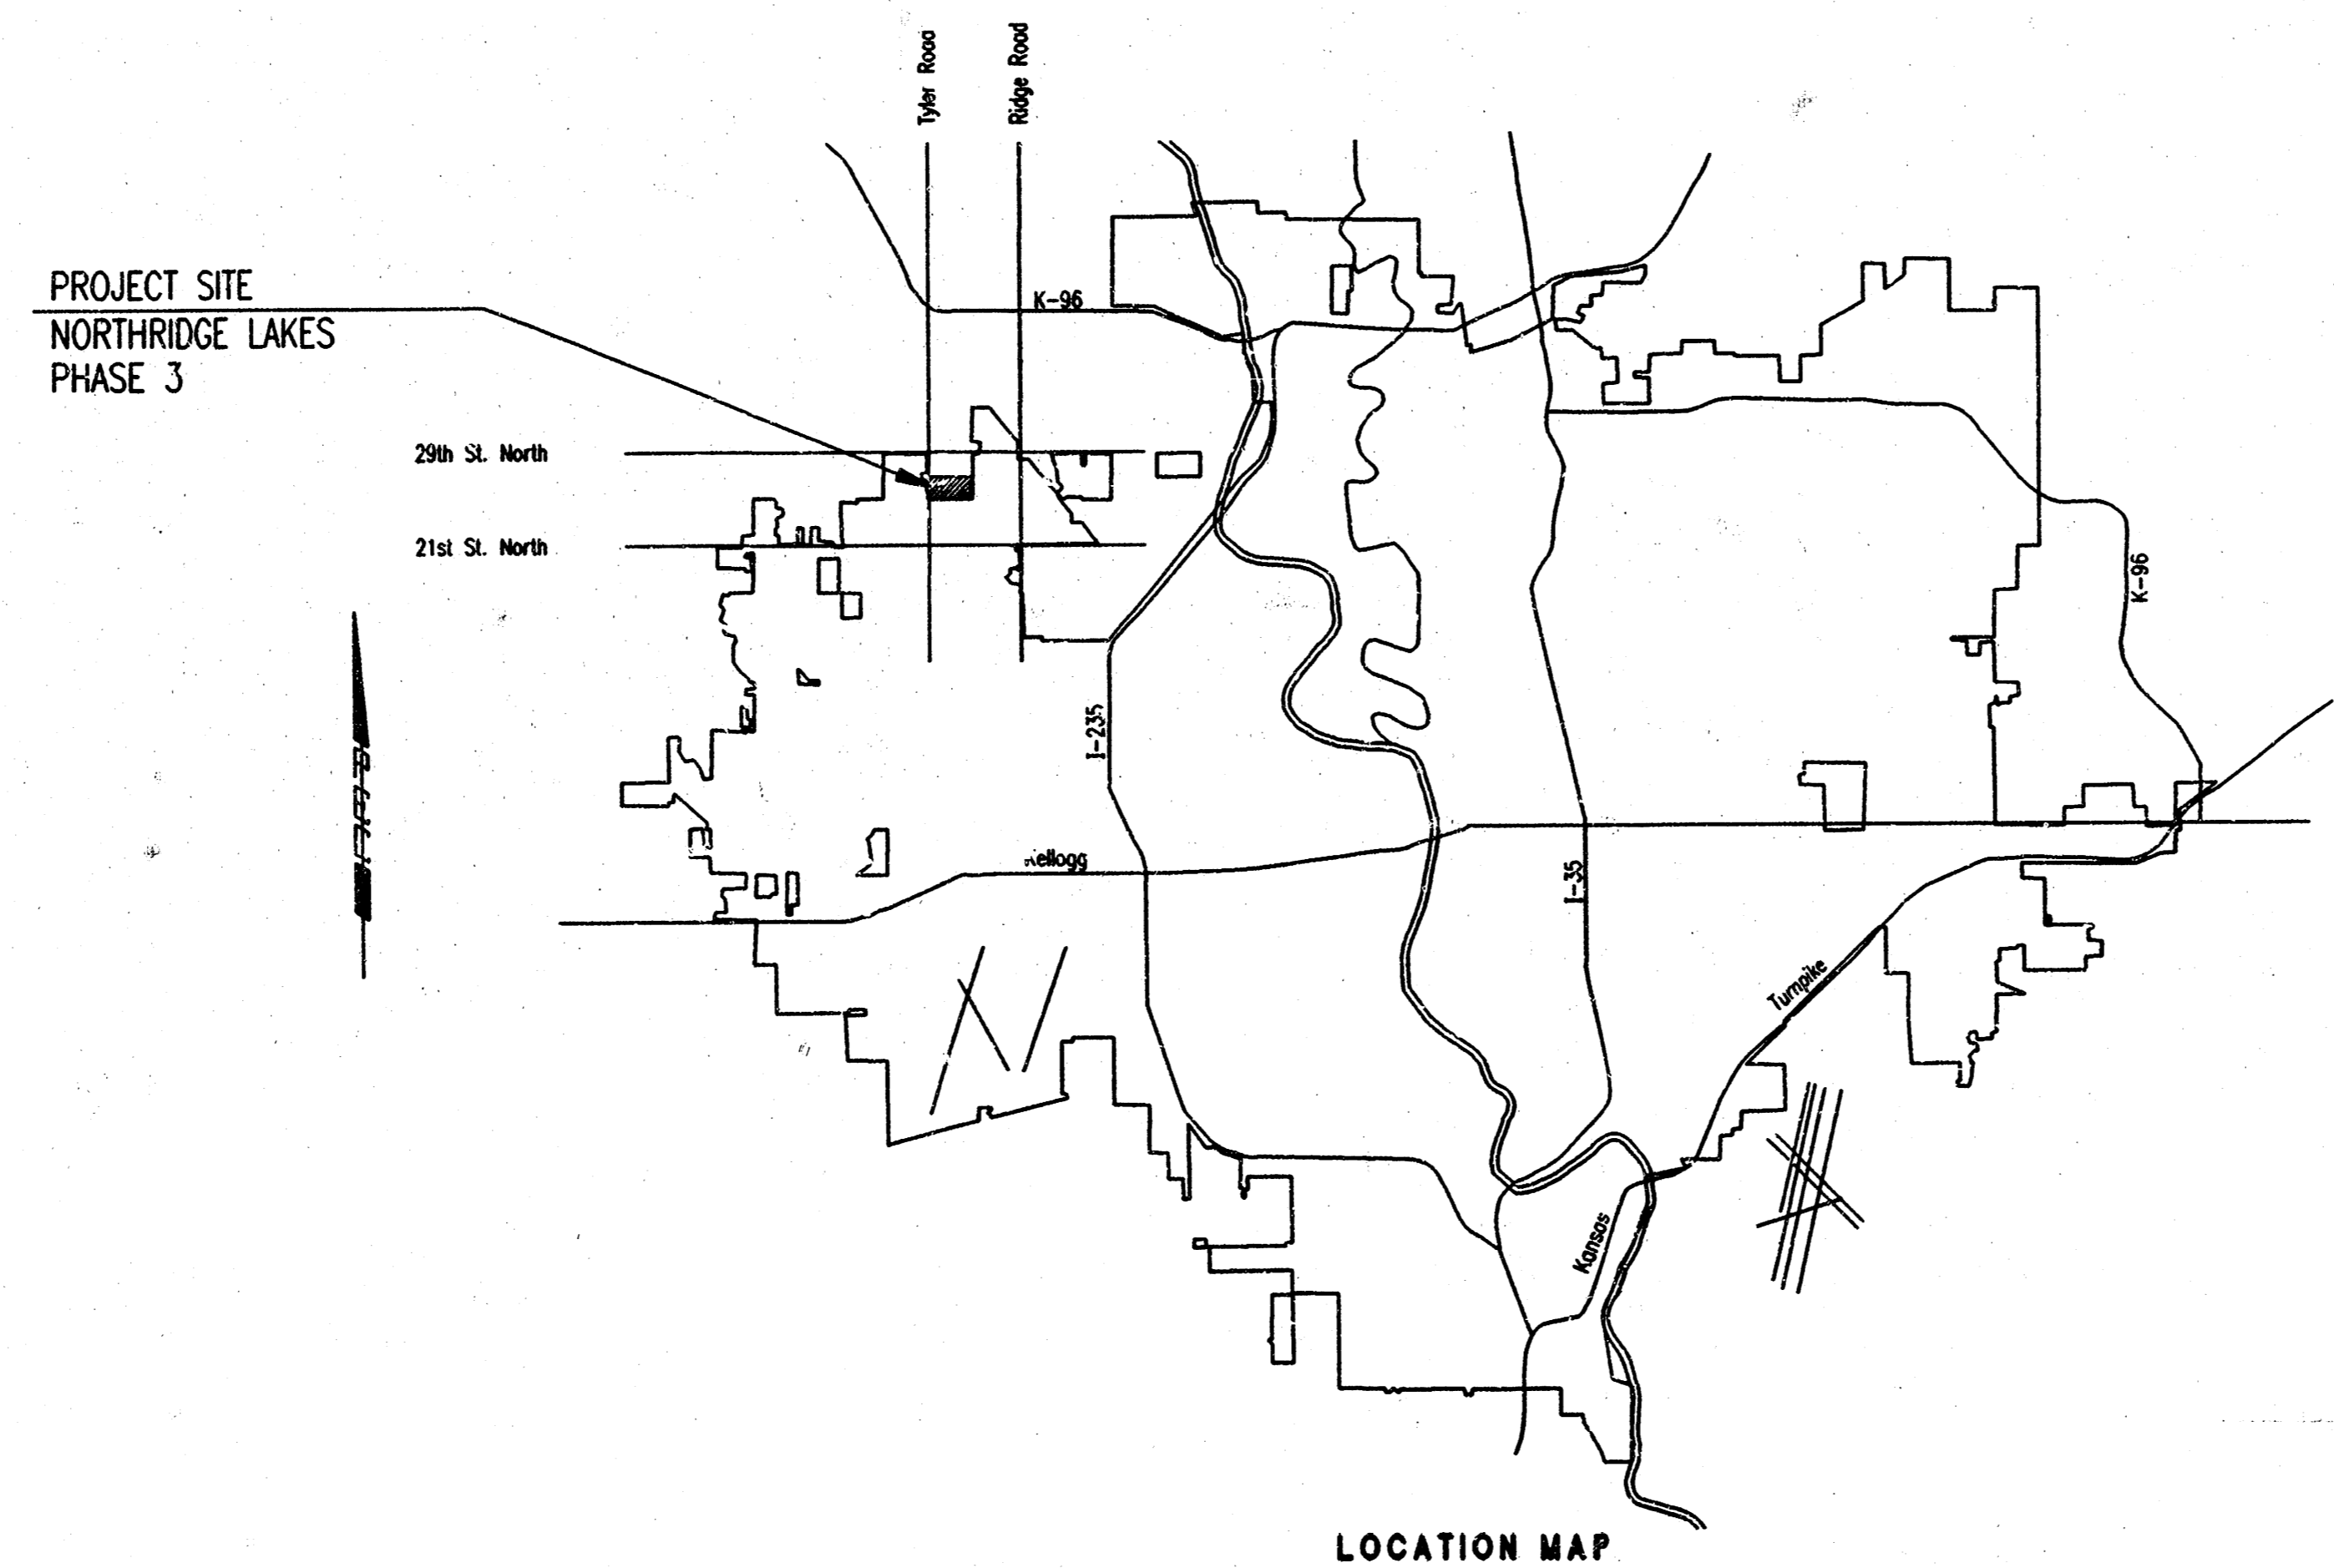 Tyler Road
Ridge Road
PROJECT SITE
NORTHRIDGE LAKES
PHASE 3
K-96
29th St. North
21st St. North
K-96
I-235
Kellogg
I-35
Turnpike
Kansas
LOCATION MAP